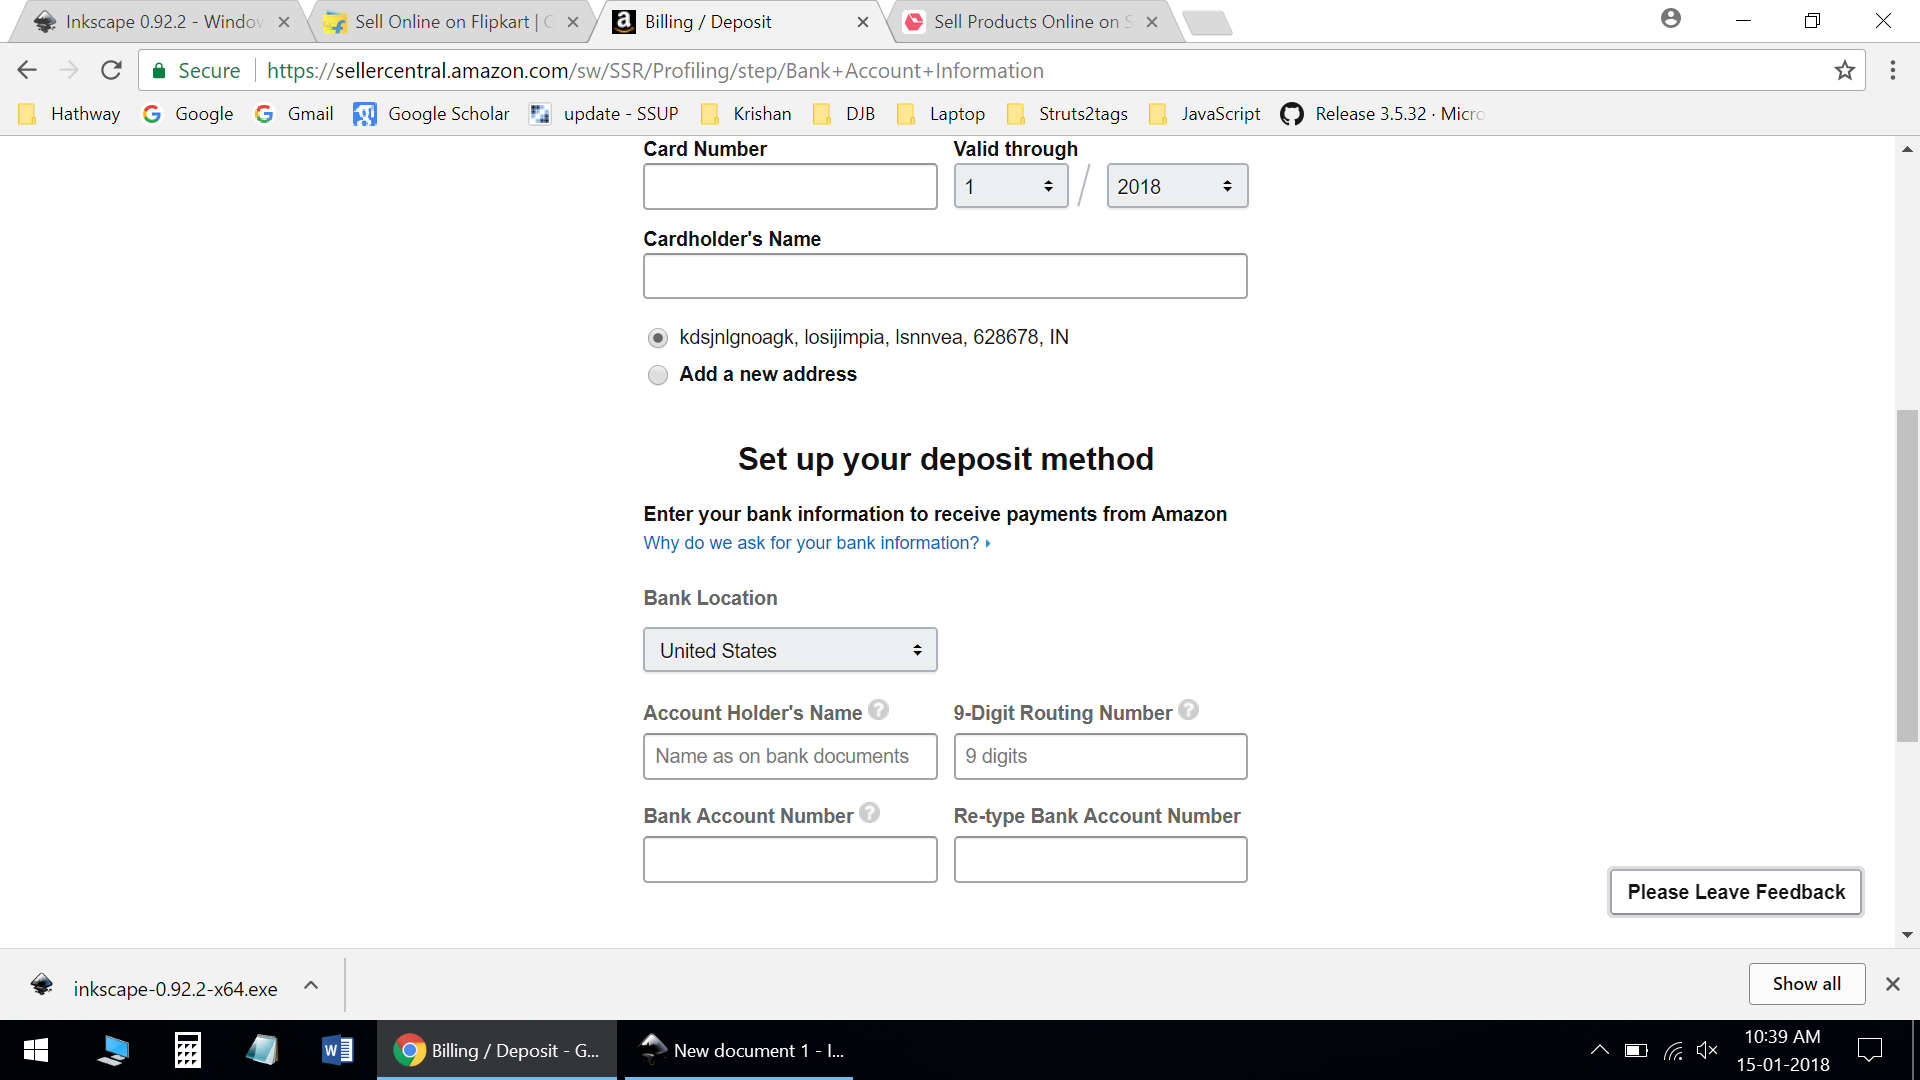 Inkscape 0.92.2 - Window
Sell Online on Flipkart | G
Billing / Deposit
Sell Products Online on S
Secure
https://sellercentral.amazon.com/sw/SSR/Profiling/step/Bank+Account+Information
Hathway
Google
Gmail
Google Scholar
update - SSUP
Krishan
DJB
Laptop
Struts2tags
JavaScript
Release 3.5.32 · Micro
Card Number
Valid through
1 / 2018
Cardholder's Name
kdsjnlgnoagk, losijimpia, lsnnvea, 628678, IN
Add a new address
Set up your deposit method
Enter your bank information to receive payments from Amazon
Why do we ask for your bank information?
Bank Location
United States
Account Holder's Name
9-Digit Routing Number
Name as on bank documents
9 digits
Bank Account Number
Re-type Bank Account Number
Please Leave Feedback
inkscape-0.92.2-x64.exe
Show all
Billing / Deposit - G...
New document 1 - I...
10:39 AM
15-01-2018